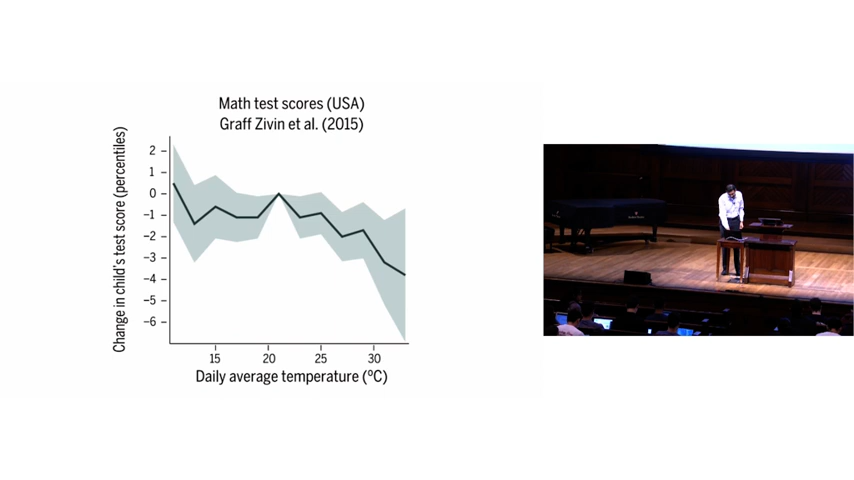 Math test scores (USA)
Graff Zivin et al. (2015)
Change in child's test score (percentiles)
2
1
0
−1
−2
−3
−4
−5
−6
15 20 25 30
Daily average temperature (ºC)